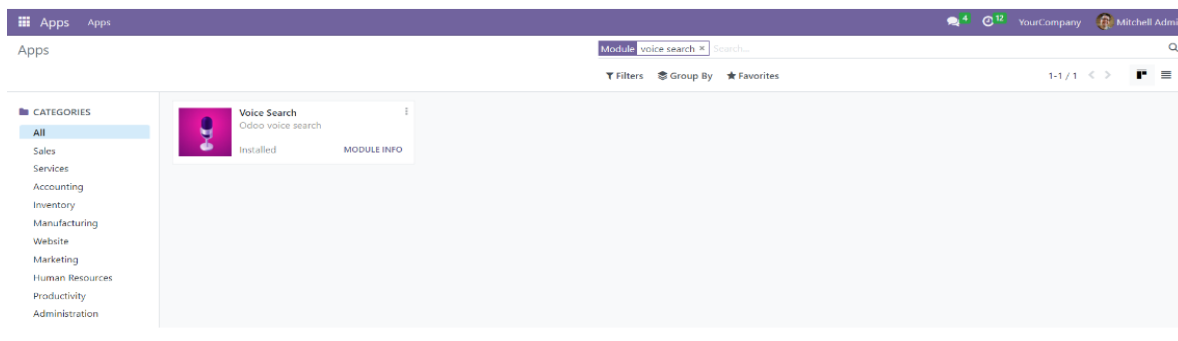 Apps Apps 4 12 YourCompany Mitchell Admi
Apps Module voice search × Search...
Filters Group By Favorites 1-1 / 1
CATEGORIES
All
Sales
Services
Accounting
Inventory
Manufacturing
Website
Marketing
Human Resources
Productivity
Administration
Voice Search
Odoo voice search
Installed MODULE INFO